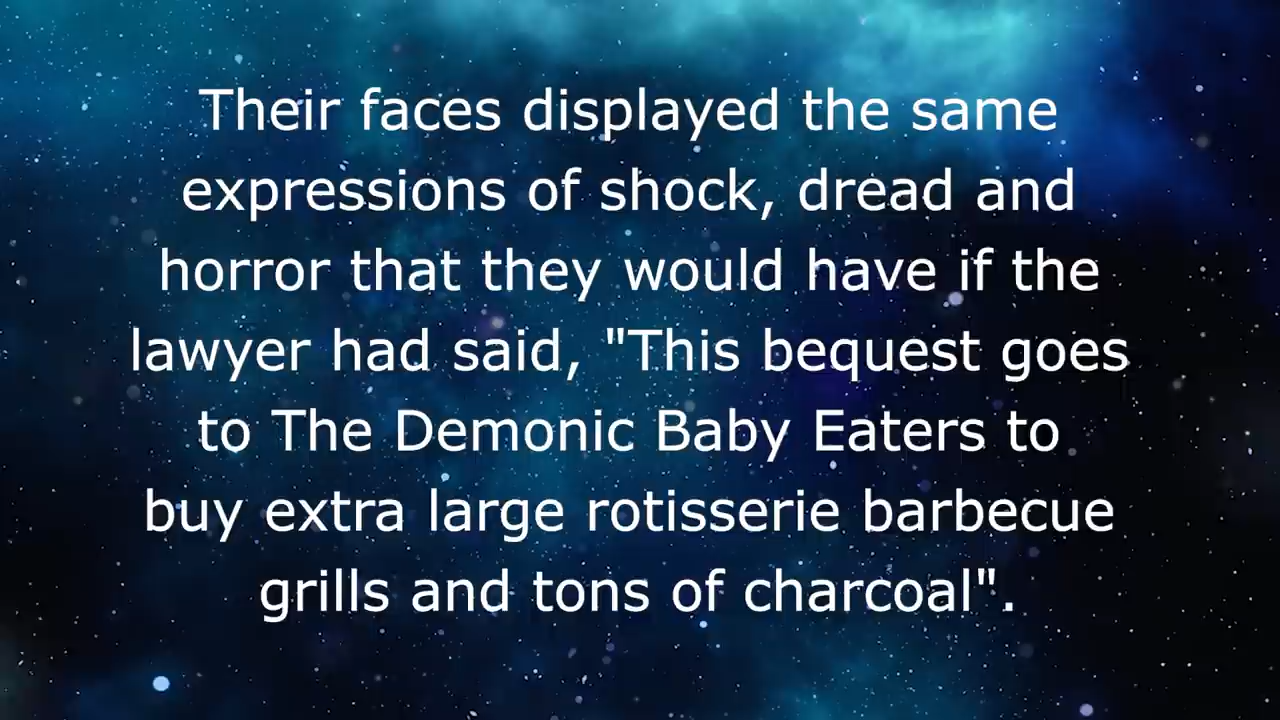 Their faces displayed the same
expressions of shock, dread and
horror that they would have if the
lawyer had said, "This bequest goes
to The Demonic Baby Eaters to
buy extra large rotisserie barbecue
grills and tons of charcoal".